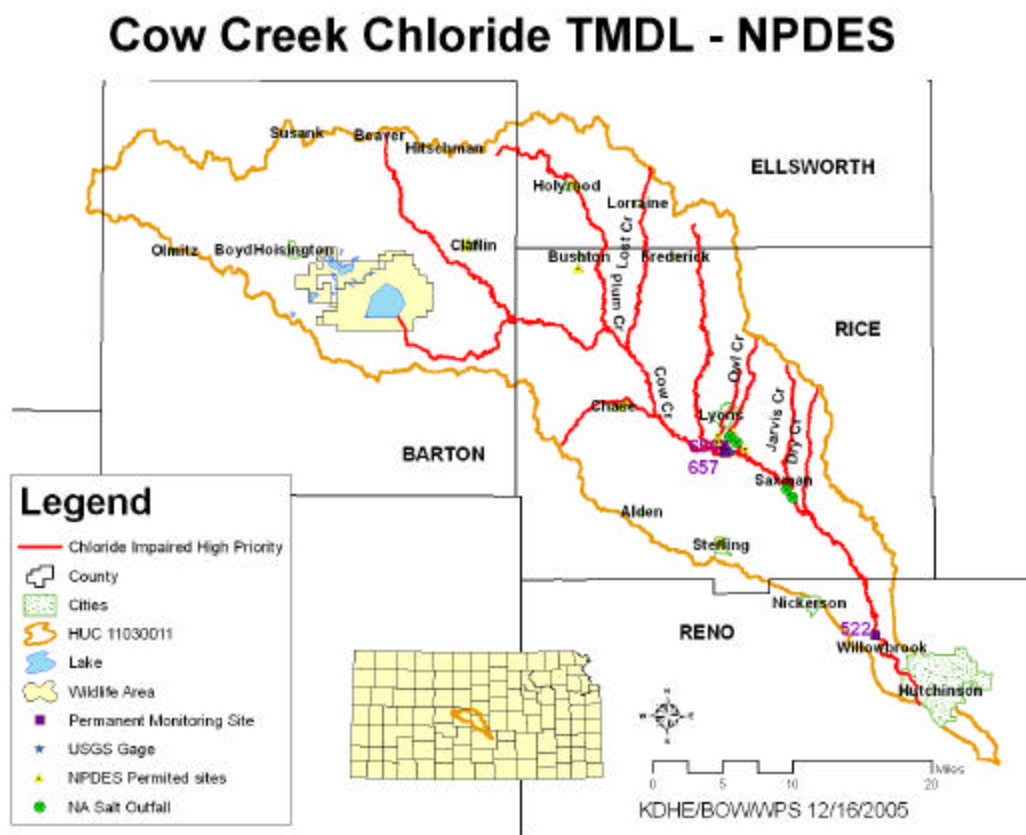 Cow Creek Chloride TMDL - NPDES
Susank
Beaver
Hitschman
ELLSWORTH
Holyrood
Lorraine
Olmitz
Boyd
Hoisington
Claflin
Bushton
Lost Cr
Frederick
Plum Cr
RICE
Owl Cr
Cow Cr
Chase
Lyons
Jarvis Cr
Dry Cr
BARTON
657
Saxman
Legend
Alden
Sterling
Chloride Impaired High Priority
County
Cities
HUC 11030011
Lake
Wildlife Area
Permanent Monitoring Site
USGS Gage
NPDES Permited sites
NA Salt Outfall
Nickerson
RENO
522
Willowbrook
Hutchinson
N
W
E
S
Miles
0 5 10 20
KDHE/BOW/WPS 12/16/2005